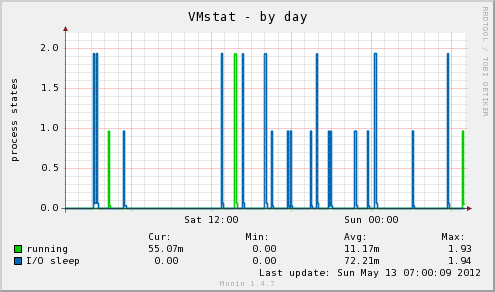 VMstat - by day
RRDTOOL / TOBI OETIKER
process states
2.0
1.5
1.0
0.5
0.0
Sat 12:00 Sun 00:00
Cur: Min: Avg: Max:
running 55.07m 0.00 11.17m 1.93
I/O sleep 0.00 0.00 72.21m 1.94
Last update: Sun May 13 07:00:09 2012
Munin 1.4.7